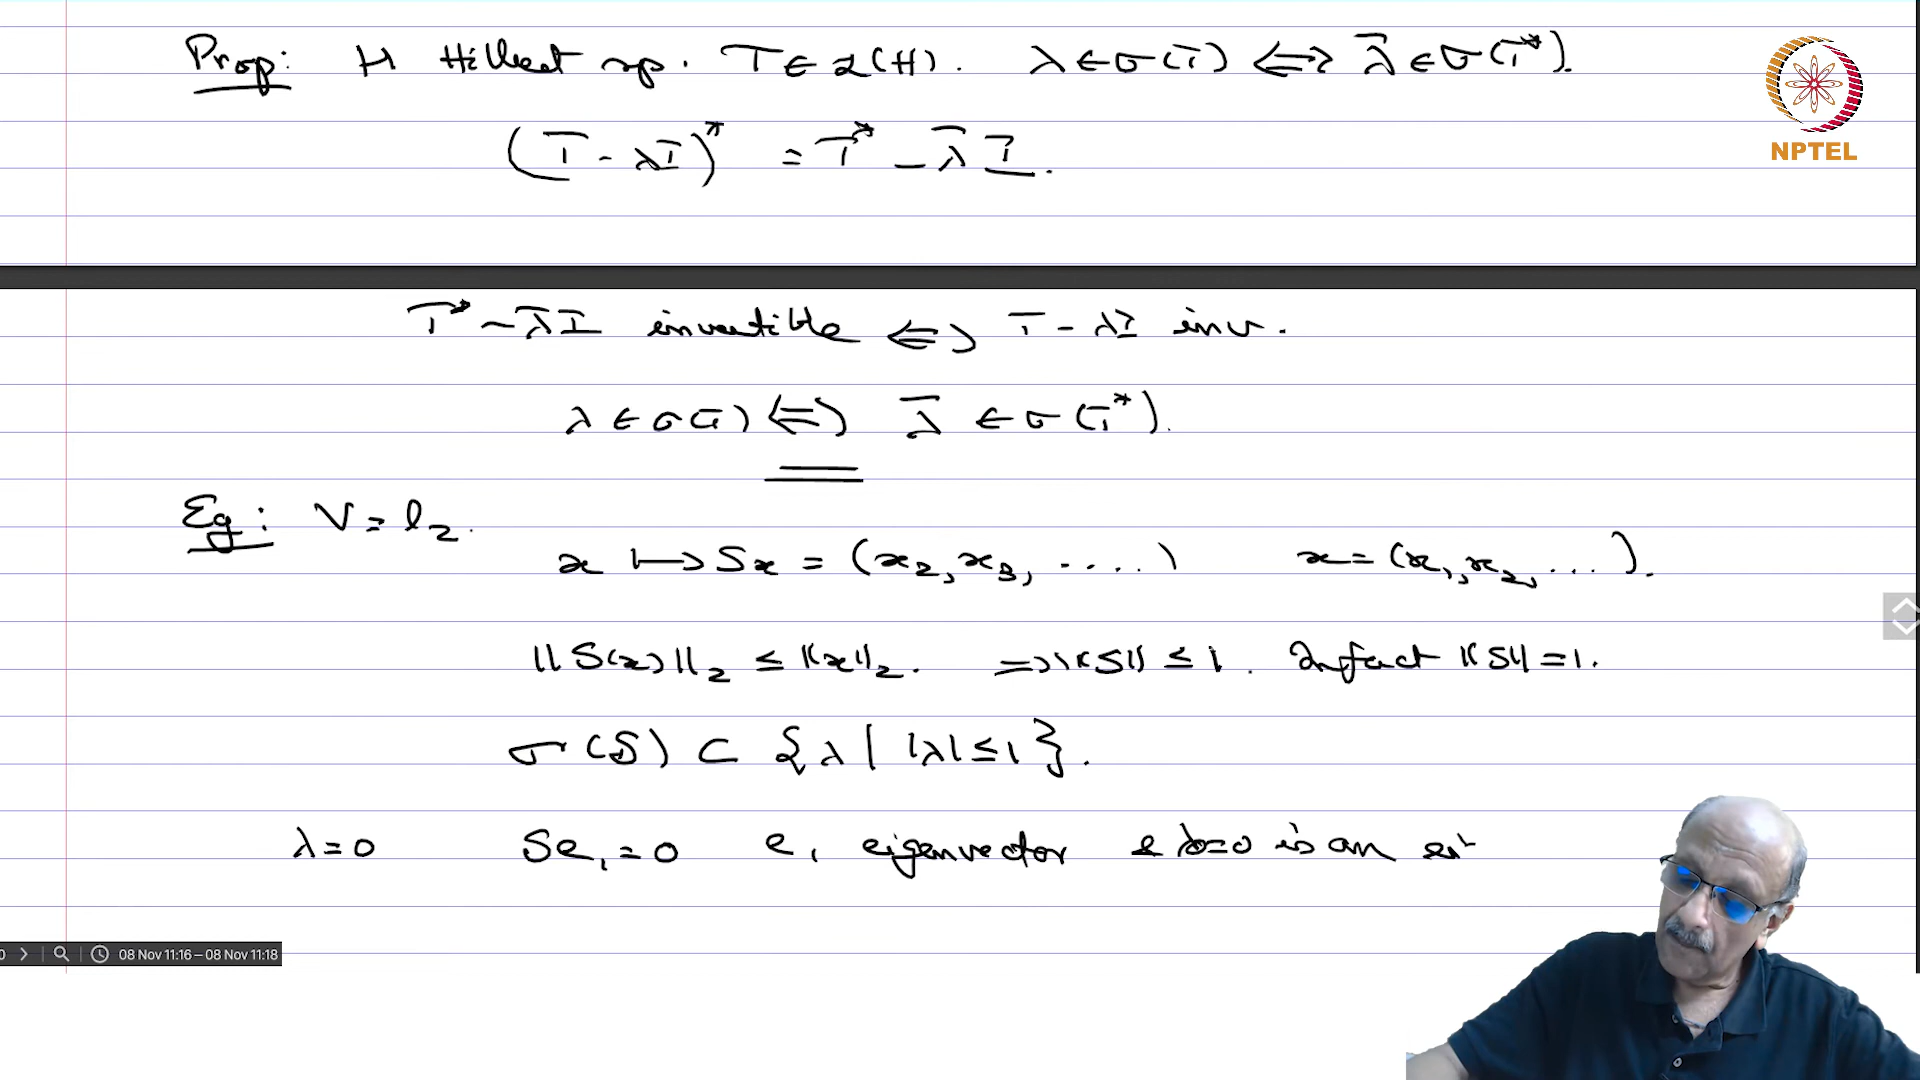 Prop: H Hilbert sp. T ∈ 𝓛(H). λ ∈ σ(T) ⟺ λ̄ ∈ σ(T*).
NPTEL
(T - λI)* = T* - λ̄ I.
T* - λ̄I invertible ⟺ T - λI inv.
λ ∈ σ(T) ⟺ λ̄ ∈ σ(T*).
Eg: V = l₂.
x ↦ Sx = (x₂, x₃, ....) x = (x₁, x₂, ...).
||S(x)||₂ ≤ ||x||₂. ⟹ ||S|| ≤ 1. In fact ||S|| = 1.
σ(S) ⊂ {λ | |λ| ≤ 1}.
λ = 0 Se₁ = 0 e₁ eigenvector & λ=0 is an ei
0 08 Nov 11:16 – 08 Nov 11:18